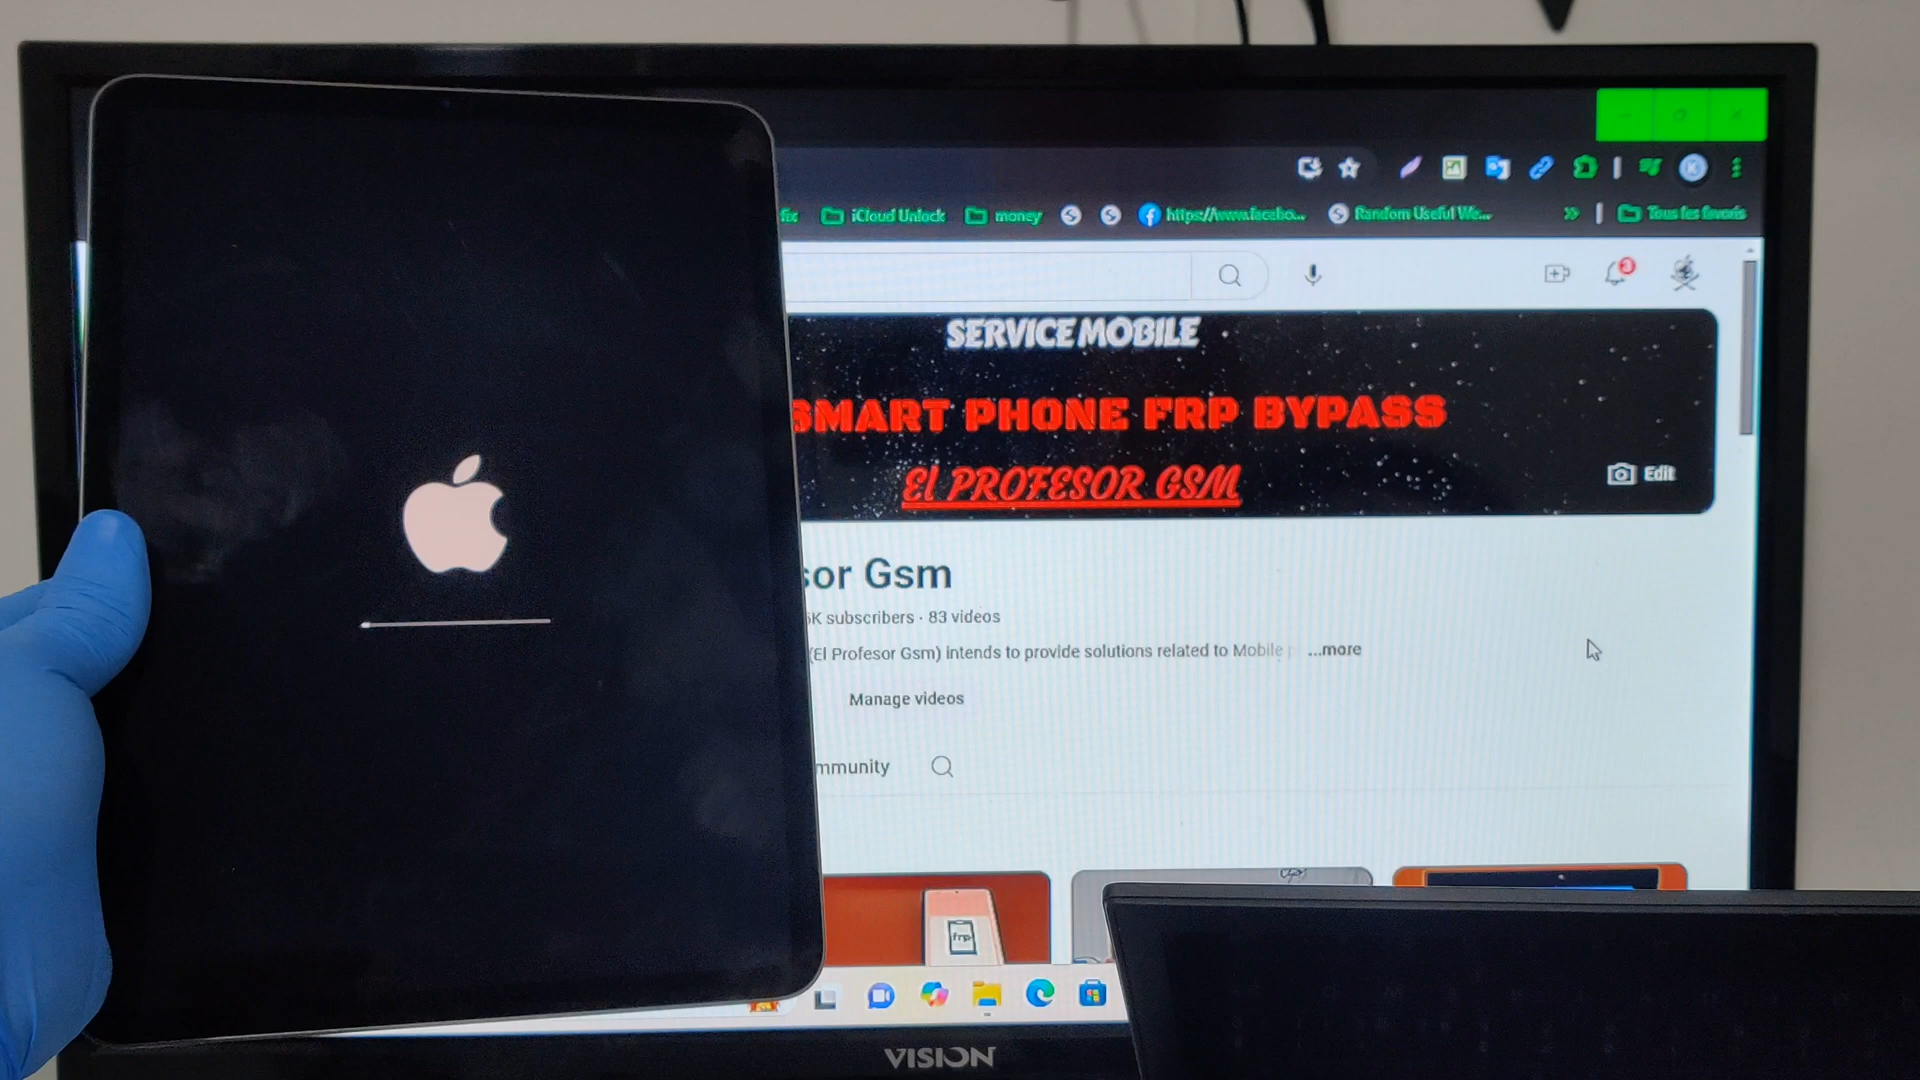 iCloud Unlock
money
https://www.facebo...
Random Useful We...
Tous les favoris
3
K
SERVICE MOBILE
SMART PHONE FRP BYPASS
El PROFESOR GSM
Edit
sor Gsm
K subscribers · 83 videos
(El Profesor Gsm) intends to provide solutions related to Mobile
...more
Manage videos
mmunity
frp
VISION